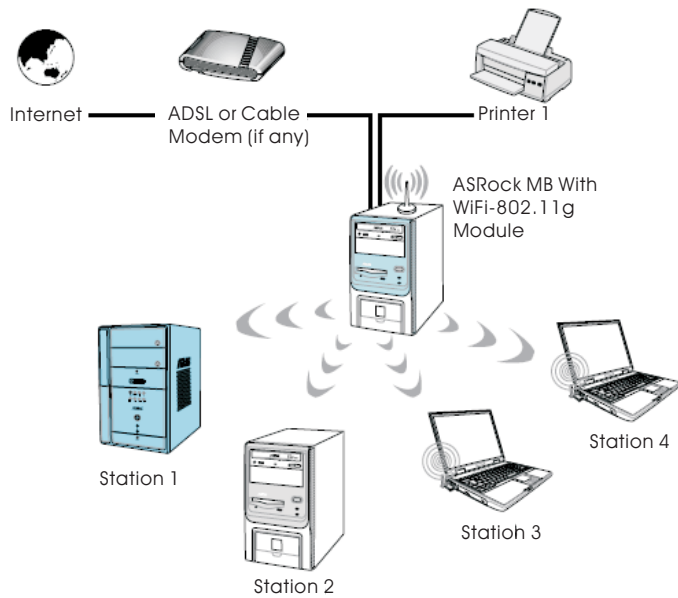 Internet
ADSL or Cable
Modem (if any)
Printer 1
ASRock MB With
WiFi-802.11g
Module
Station 1
Station 4
Statioh 3
Station 2